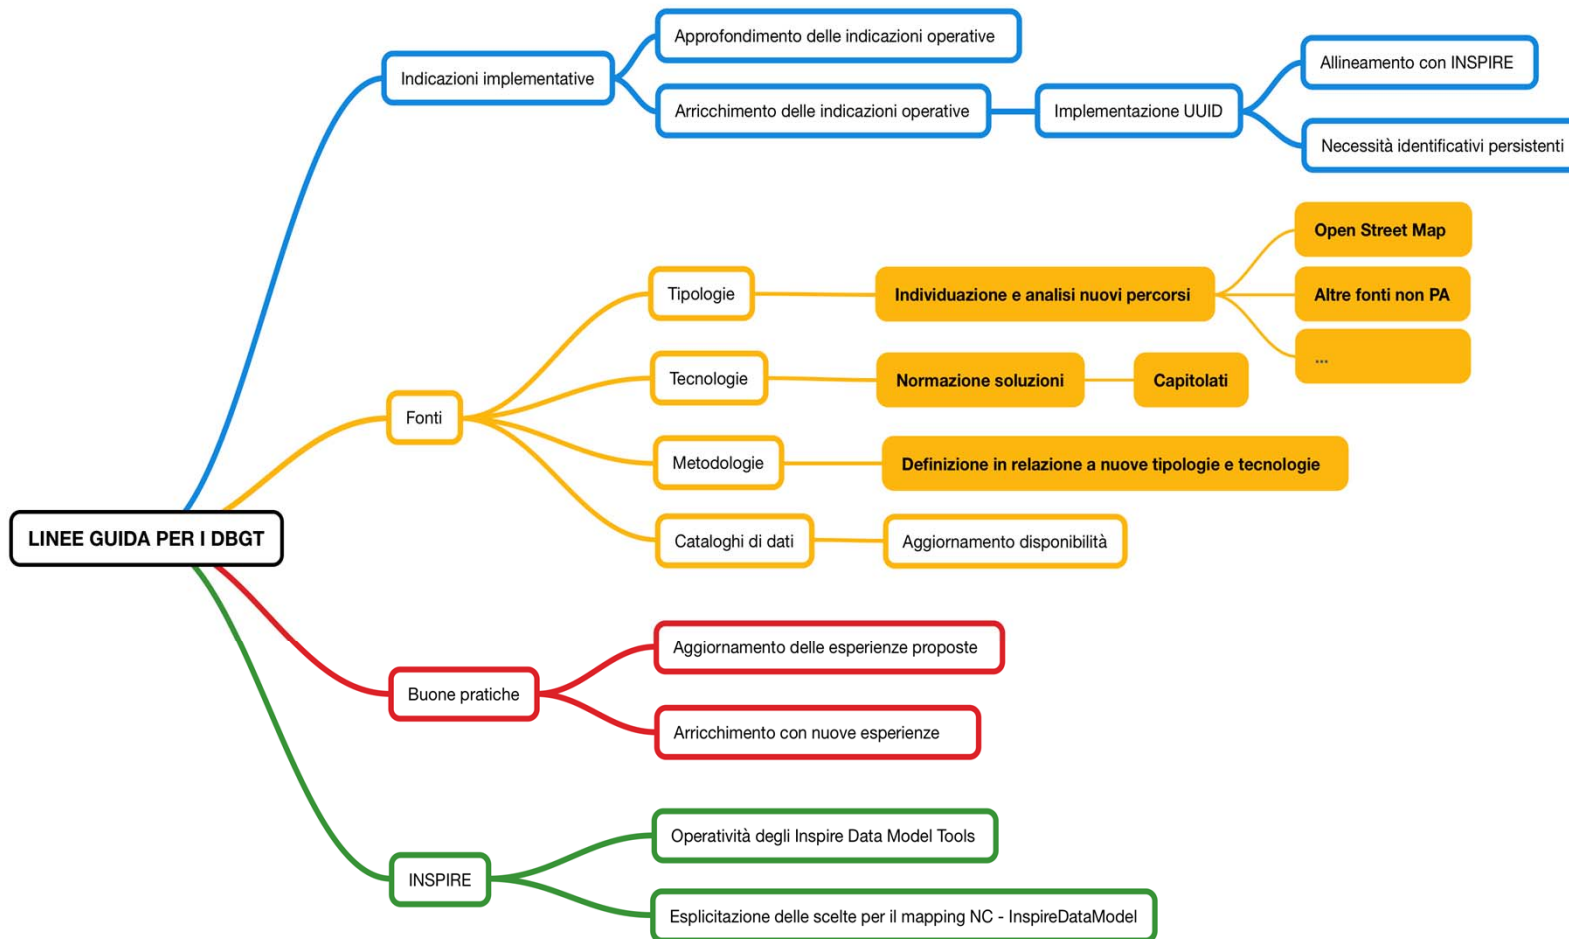 LINEE GUIDA PER I DBGT
Indicazioni implementative
Approfondimento delle indicazioni operative
Arricchimento delle indicazioni operative
Implementazione UUID
Allineamento con INSPIRE
Necessità identificativi persistenti
Fonti
Tipologie
Individuazione e analisi nuovi percorsi
Open Street Map
Altre fonti non PA
...
Tecnologie
Normazione soluzioni
Capitolati
Metodologie
Definizione in relazione a nuove tipologie e tecnologie
Cataloghi di dati
Aggiornamento disponibilità
Buone pratiche
Aggiornamento delle esperienze proposte
Arricchimento con nuove esperienze
INSPIRE
Operatività degli Inspire Data Model Tools
Esplicitazione delle scelte per il mapping NC - InspireDataModel